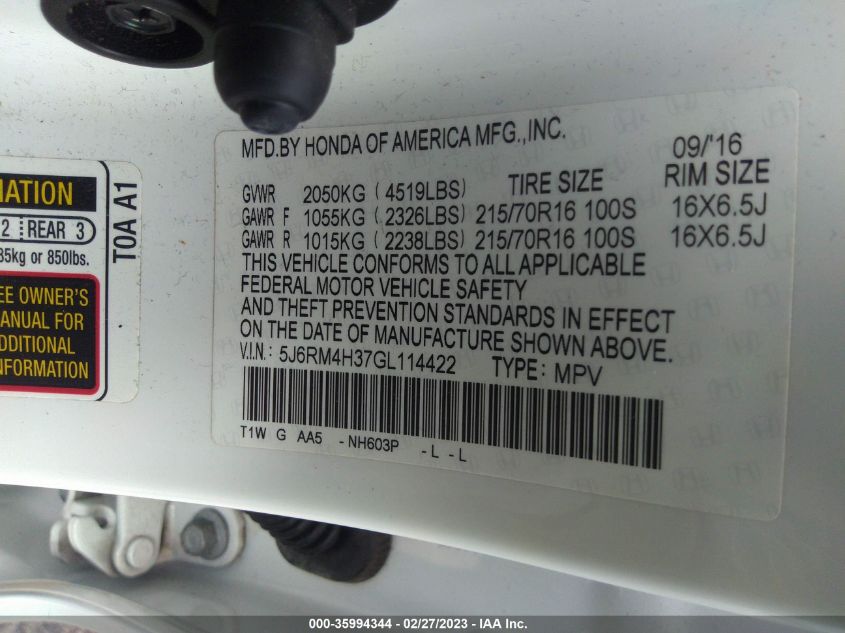 MFD.BY HONDA OF AMERICA MFG.,INC. 09/'16
GVWR 2050KG (4519LBS) TIRE SIZE RIM SIZE
GAWR F 1055KG (2326LBS) 215/70R16 100S 16X6.5J
GAWR R 1015KG (2238LBS) 215/70R16 100S 16X6.5J
THIS VEHICLE CONFORMS TO ALL APPLICABLE
FEDERAL MOTOR VEHICLE SAFETY
AND THEFT PREVENTION STANDARDS IN EFFECT
ON THE DATE OF MANUFACTURE SHOWN ABOVE.
V.I.N.: 5J6RM4H37GL114422 TYPE: MPV
T1W G AA5 -NH603P -L -L
MATION
2 REAR 3
85kg or 850lbs.
EE OWNER'S
ANUAL FOR
DDITIONAL
NFORMATION
T0A A1
000-35994344 - 02/27/2023 - IAA Inc.